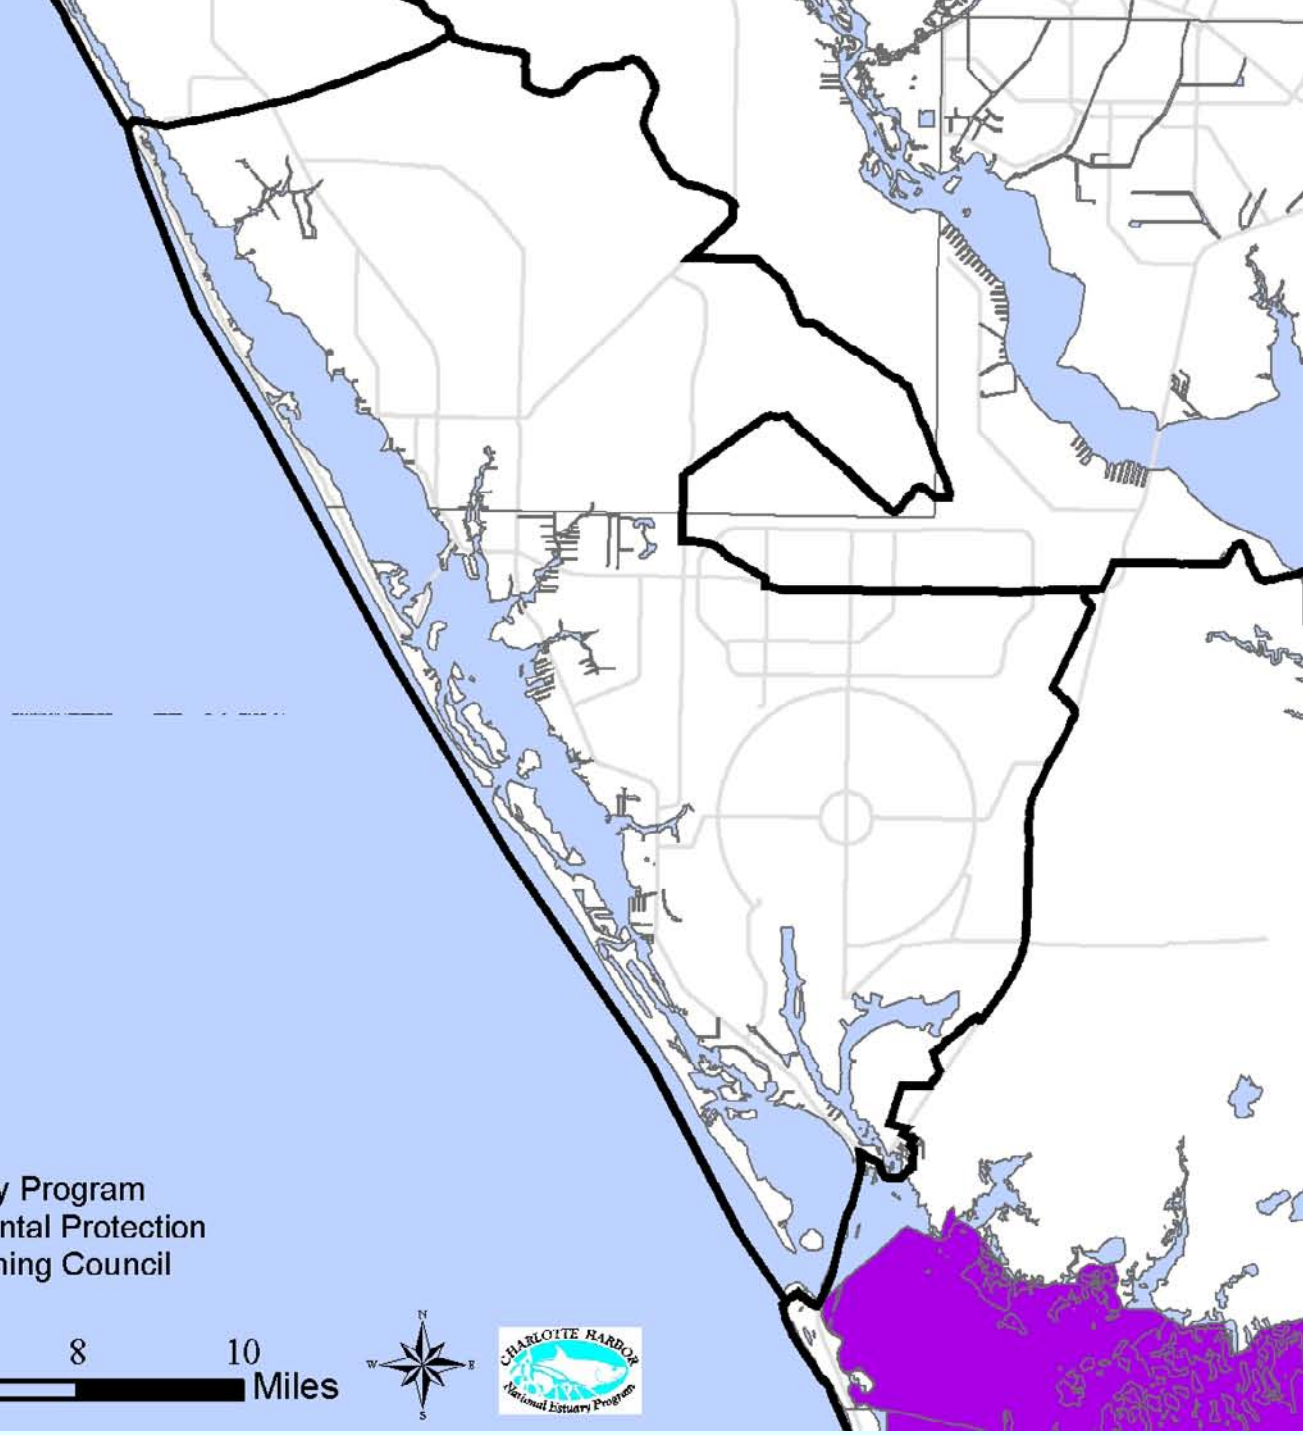 y Program
ntal Protection
ning Council
8 10
Miles
N
W E
S
CHARLOTTE HARBOR
National Estuary Program